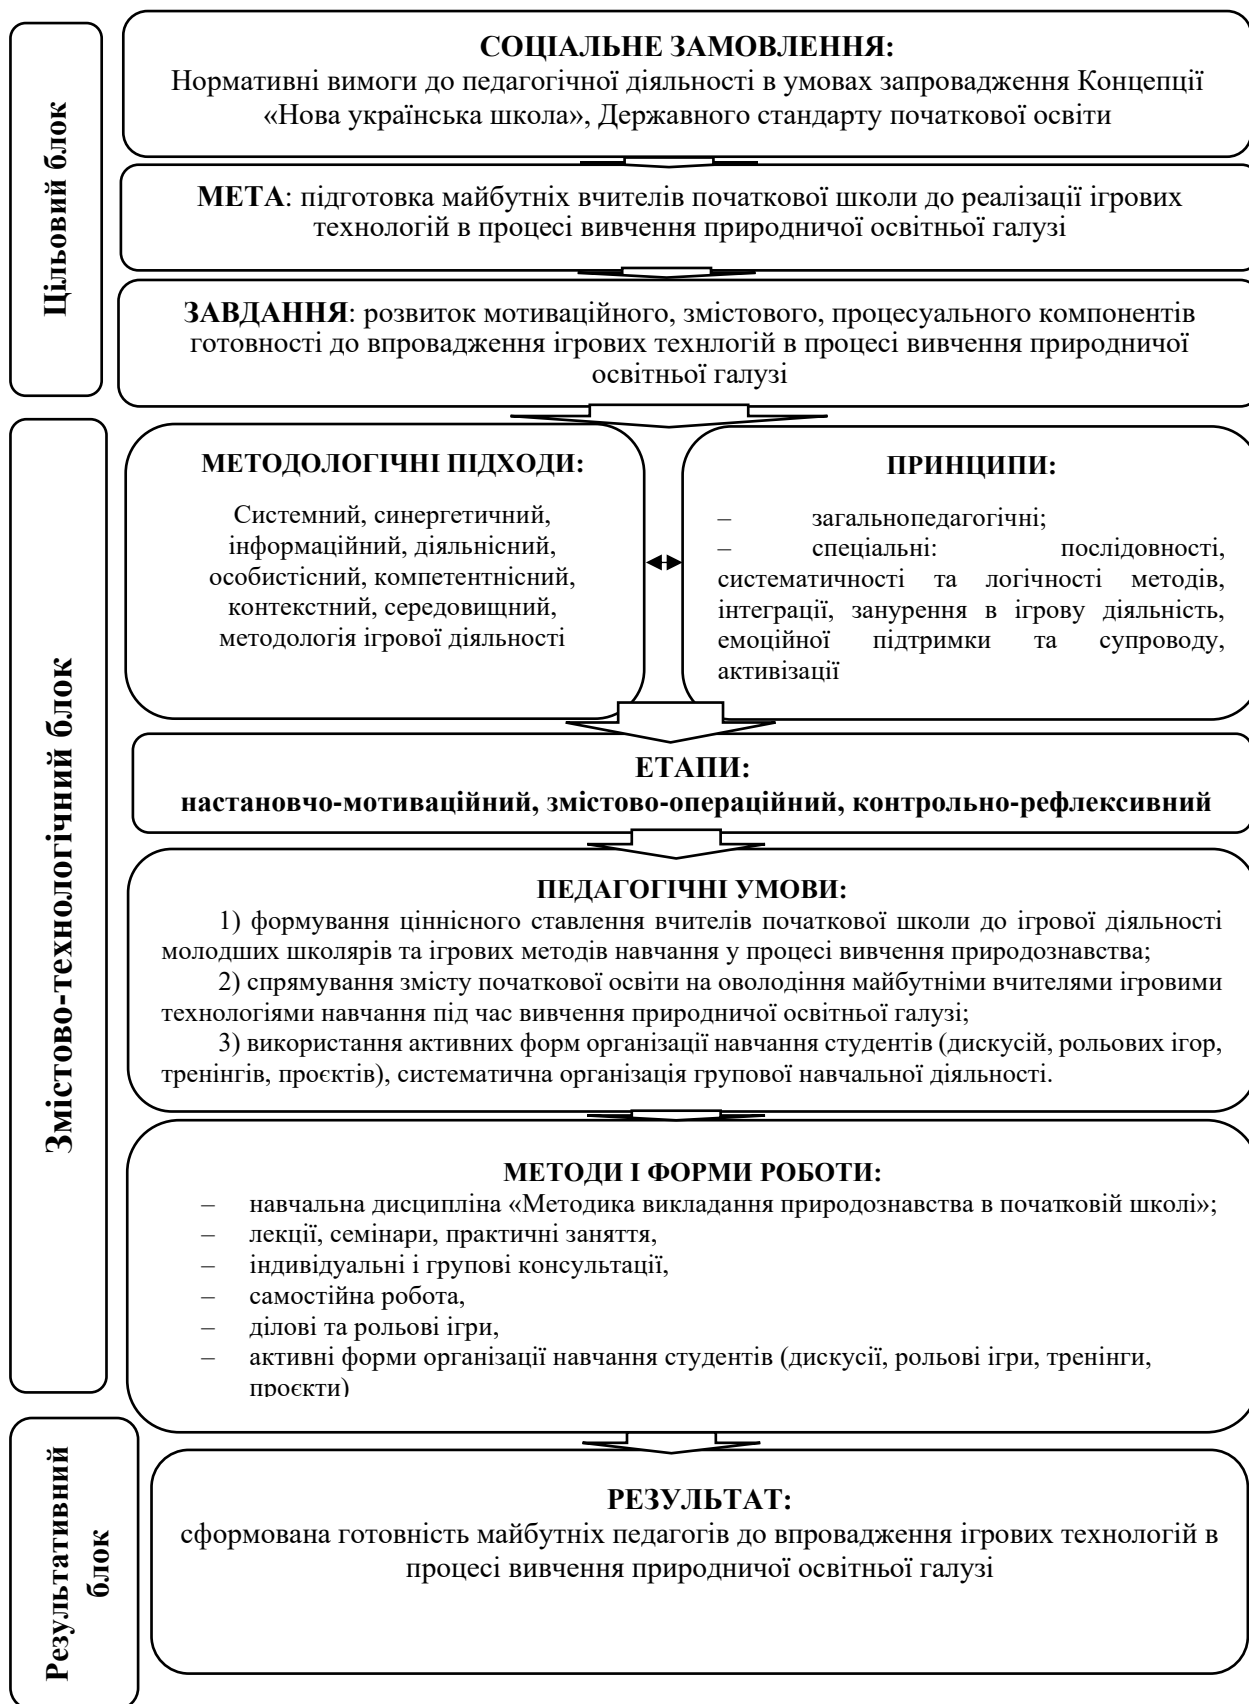 Цільовий блок
СОЦІАЛЬНЕ ЗАМОВЛЕННЯ:
Нормативні вимоги до педагогічної діяльності в умовах запровадження Концепції
«Нова українська школа», Державного стандарту початкової освіти
МЕТА: підготовка майбутніх вчителів початкової школи до реалізації ігрових
технологій в процесі вивчення природничої освітньої галузі
ЗАВДАННЯ: розвиток мотиваційного, змістового, процесуального компонентів
готовності до впровадження ігрових технлогій в процесі вивчення природничої
освітньої галузі
Змістово-технологічний блок
МЕТОДОЛОГІЧНІ ПІДХОДИ:
Системний, синергетичний,
інформаційний, діяльнісний,
особистісний, компетентнісний,
контекстний, середовищний,
методологія ігрової діяльності
ПРИНЦИПИ:
– загальнопедагогічні;
– спеціальні: послідовності,
систематичності та логічності методів,
інтеграції, занурення в ігрову діяльність,
емоційної підтримки та супроводу,
активізації
ЕТАПИ:
настановчо-мотиваційний, змістово-операційний, контрольно-рефлексивний
ПЕДАГОГІЧНІ УМОВИ:
1) формування ціннісного ставлення вчителів початкової школи до ігрової діяльності
молодших школярів та ігрових методів навчання у процесі вивчення природознавства;
2) спрямування змісту початкової освіти на оволодіння майбутніми вчителями ігровими
технологіями навчання під час вивчення природничої освітньої галузі;
3) використання активних форм організації навчання студентів (дискусій, рольових ігор,
тренінгів, проєктів), систематична організація групової навчальної діяльності.
МЕТОДИ І ФОРМИ РОБОТИ:
– навчальна дисципліна «Методика викладання природознавства в початковій школі»;
– лекції, семінари, практичні заняття,
– індивідуальні і групові консультації,
– самостійна робота,
– ділові та рольові ігри,
– активні форми організації навчання студентів (дискусії, рольові ігри, тренінги,
проєкти)
Результативний
блок
РЕЗУЛЬТАТ:
сформована готовність майбутніх педагогів до впровадження ігрових технологій в
процесі вивчення природничої освітньої галузі